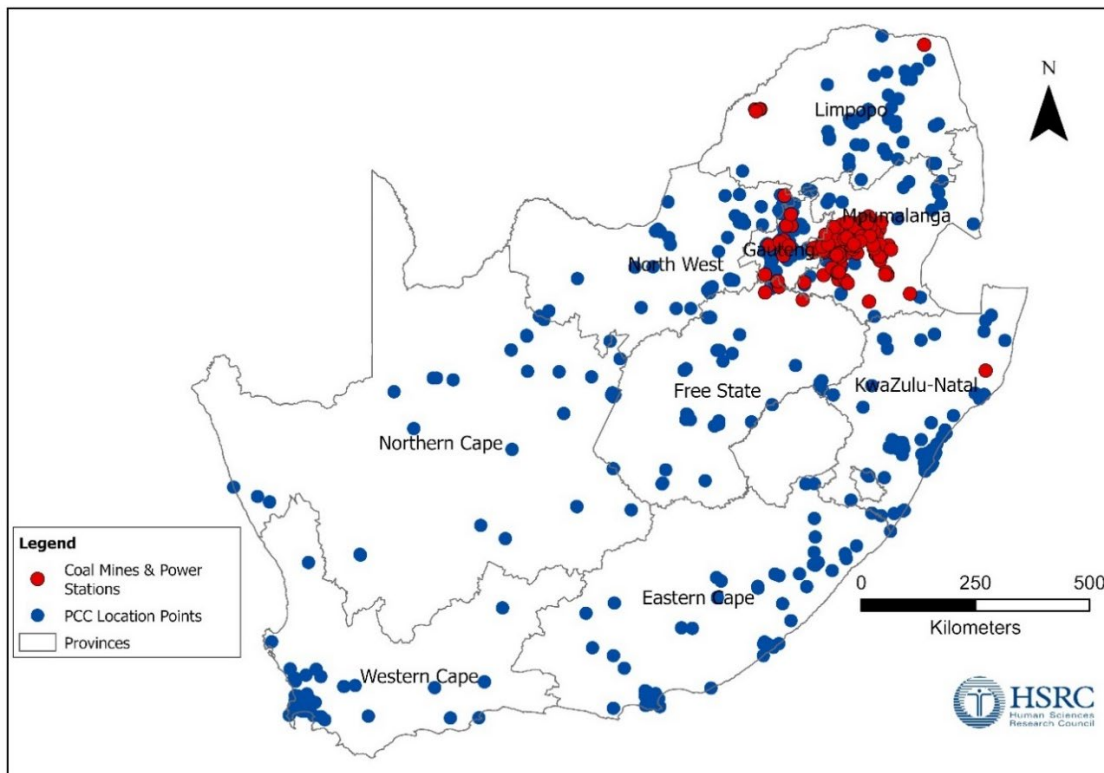 N
Limpopo
Mpumalanga
Gauteng
North West
Free State
KwaZulu-Natal
Northern Cape
Legend
Coal Mines & Power
Stations
PCC Location Points
Provinces
Eastern Cape
Western Cape
0 250 500
Kilometers
HSRC
Human Sciences
Research Council